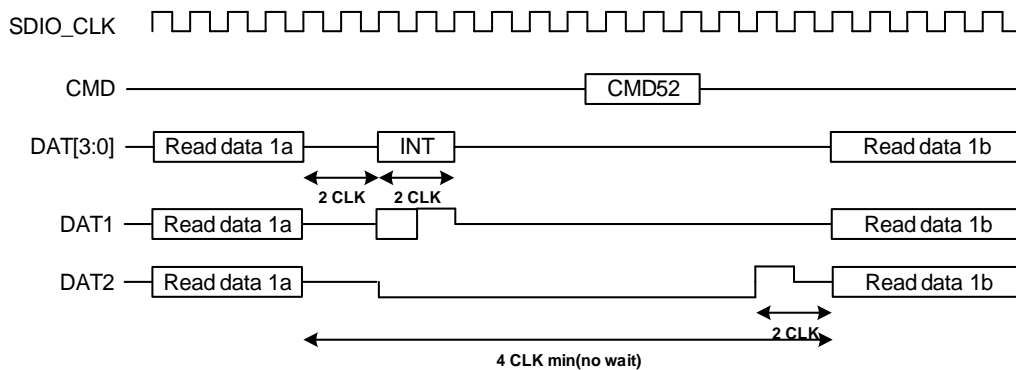 SDIO_CLK
CMD
CMD52
DAT[3:0]
Read data 1a
INT
Read data 1b
2 CLK
2 CLK
DAT1
Read data 1a
Read data 1b
DAT2
Read data 1a
Read data 1b
2 CLK
4 CLK min(no wait)